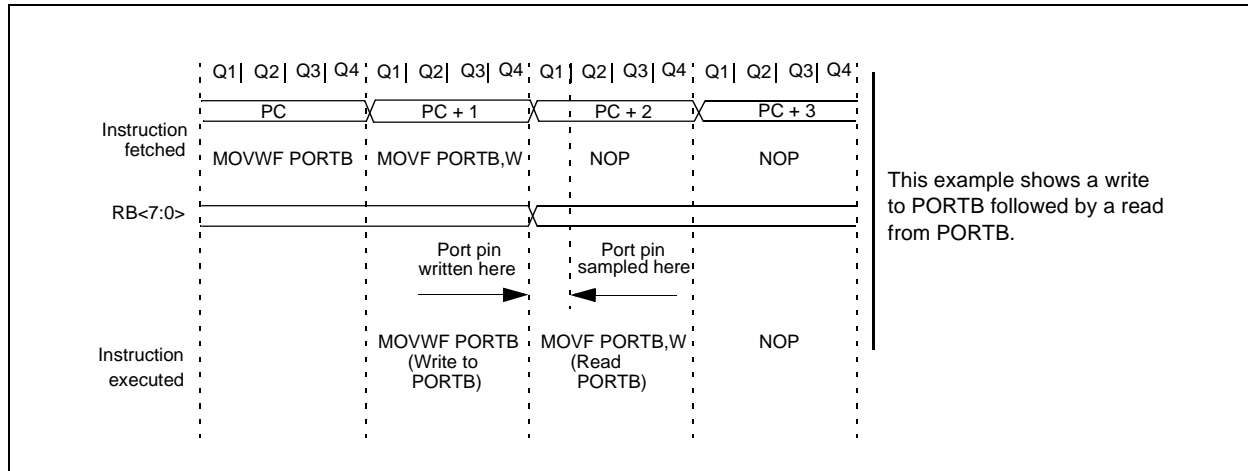 Q1| Q2| Q3| Q4 Q1| Q2| Q3| Q4 Q1| Q2| Q3| Q4 Q1| Q2| Q3| Q4
PC PC + 1 PC + 2 PC + 3
Instruction
fetched
MOVWF PORTB MOVF PORTB,W NOP NOP
This example shows a write
to PORTB followed by a read
from PORTB.
RB<7:0>
Port pin
written here
Port pin
sampled here
Instruction
executed
MOVWF PORTB
(Write to
PORTB)
MOVF PORTB,W
(Read
PORTB)
NOP